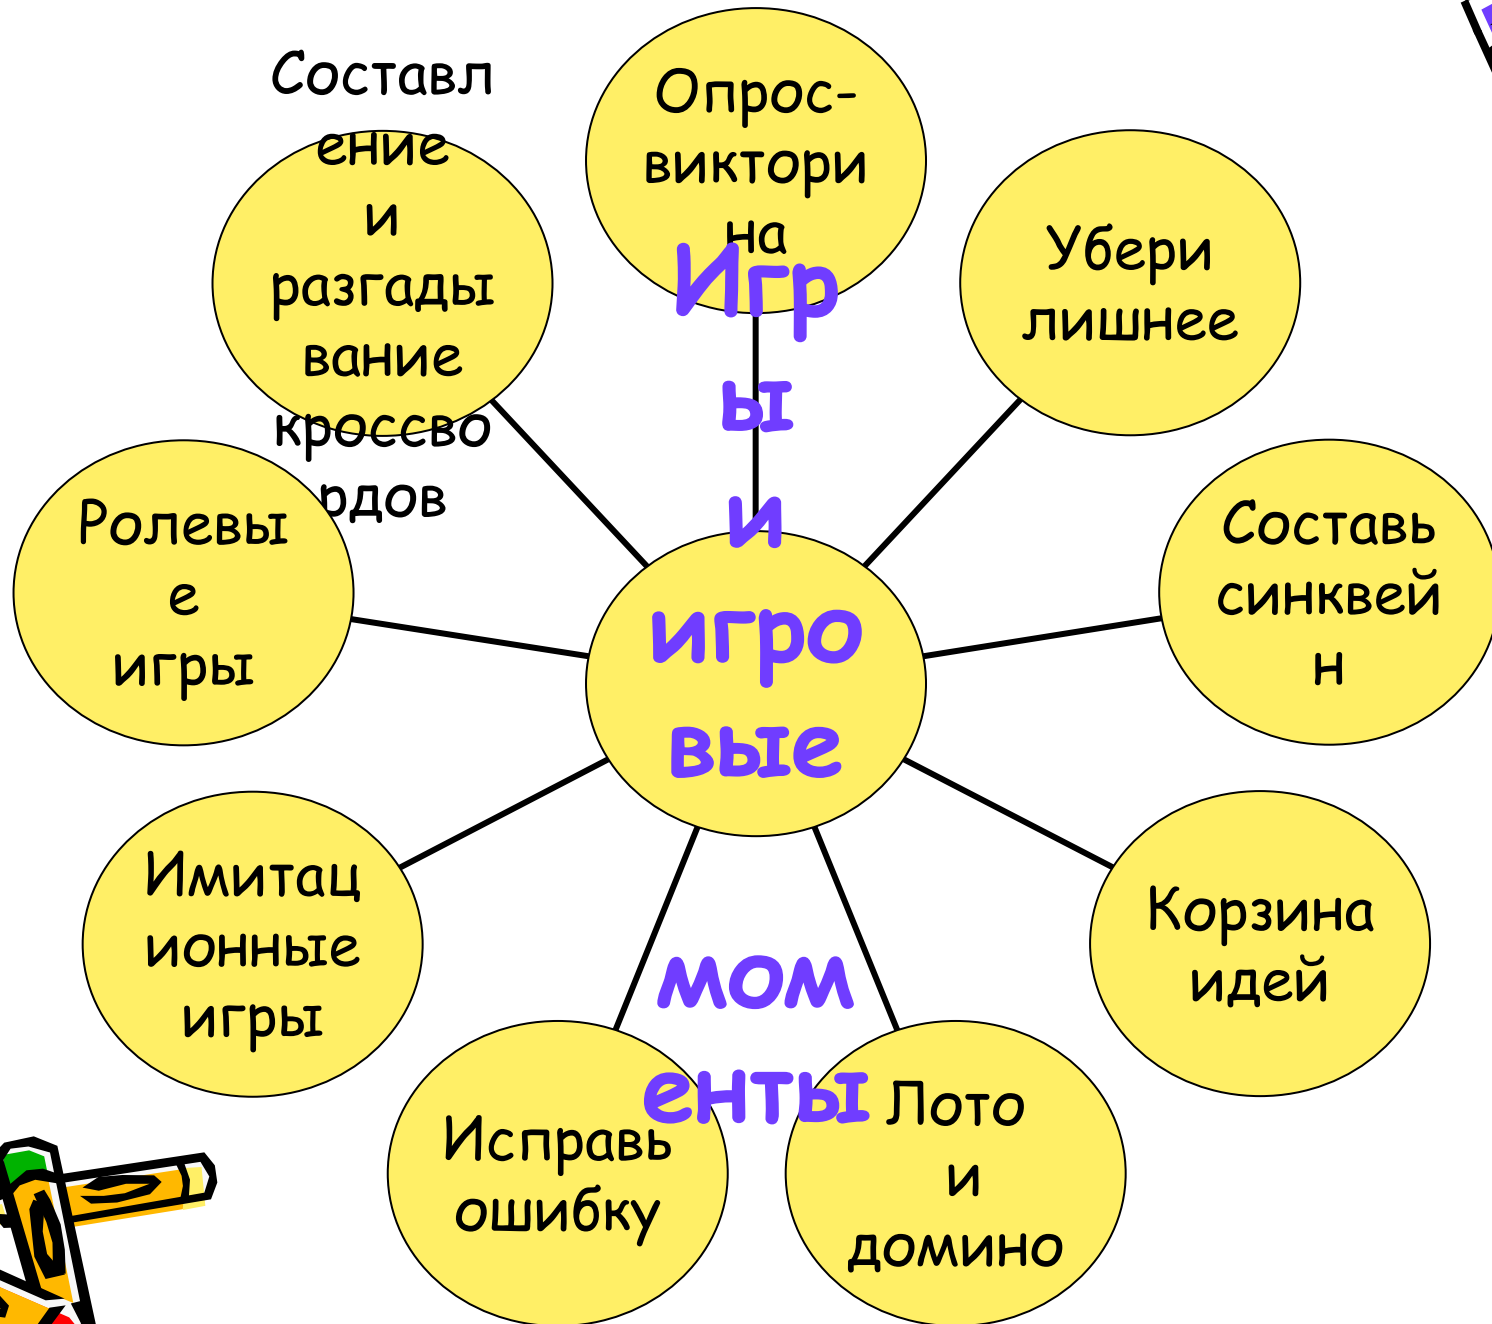 Составл
ение
и
разгады
вание
кроссво
рдов
Опрос-
виктори
на
Убери
лишнее
Составь
синквей
н
Корзина
идей
Лото
и
домино
Исправь
ошибку
Имитац
ионные
игры
Ролевы
е
игры
Игр
ы
и
игро
вые
мом
енты